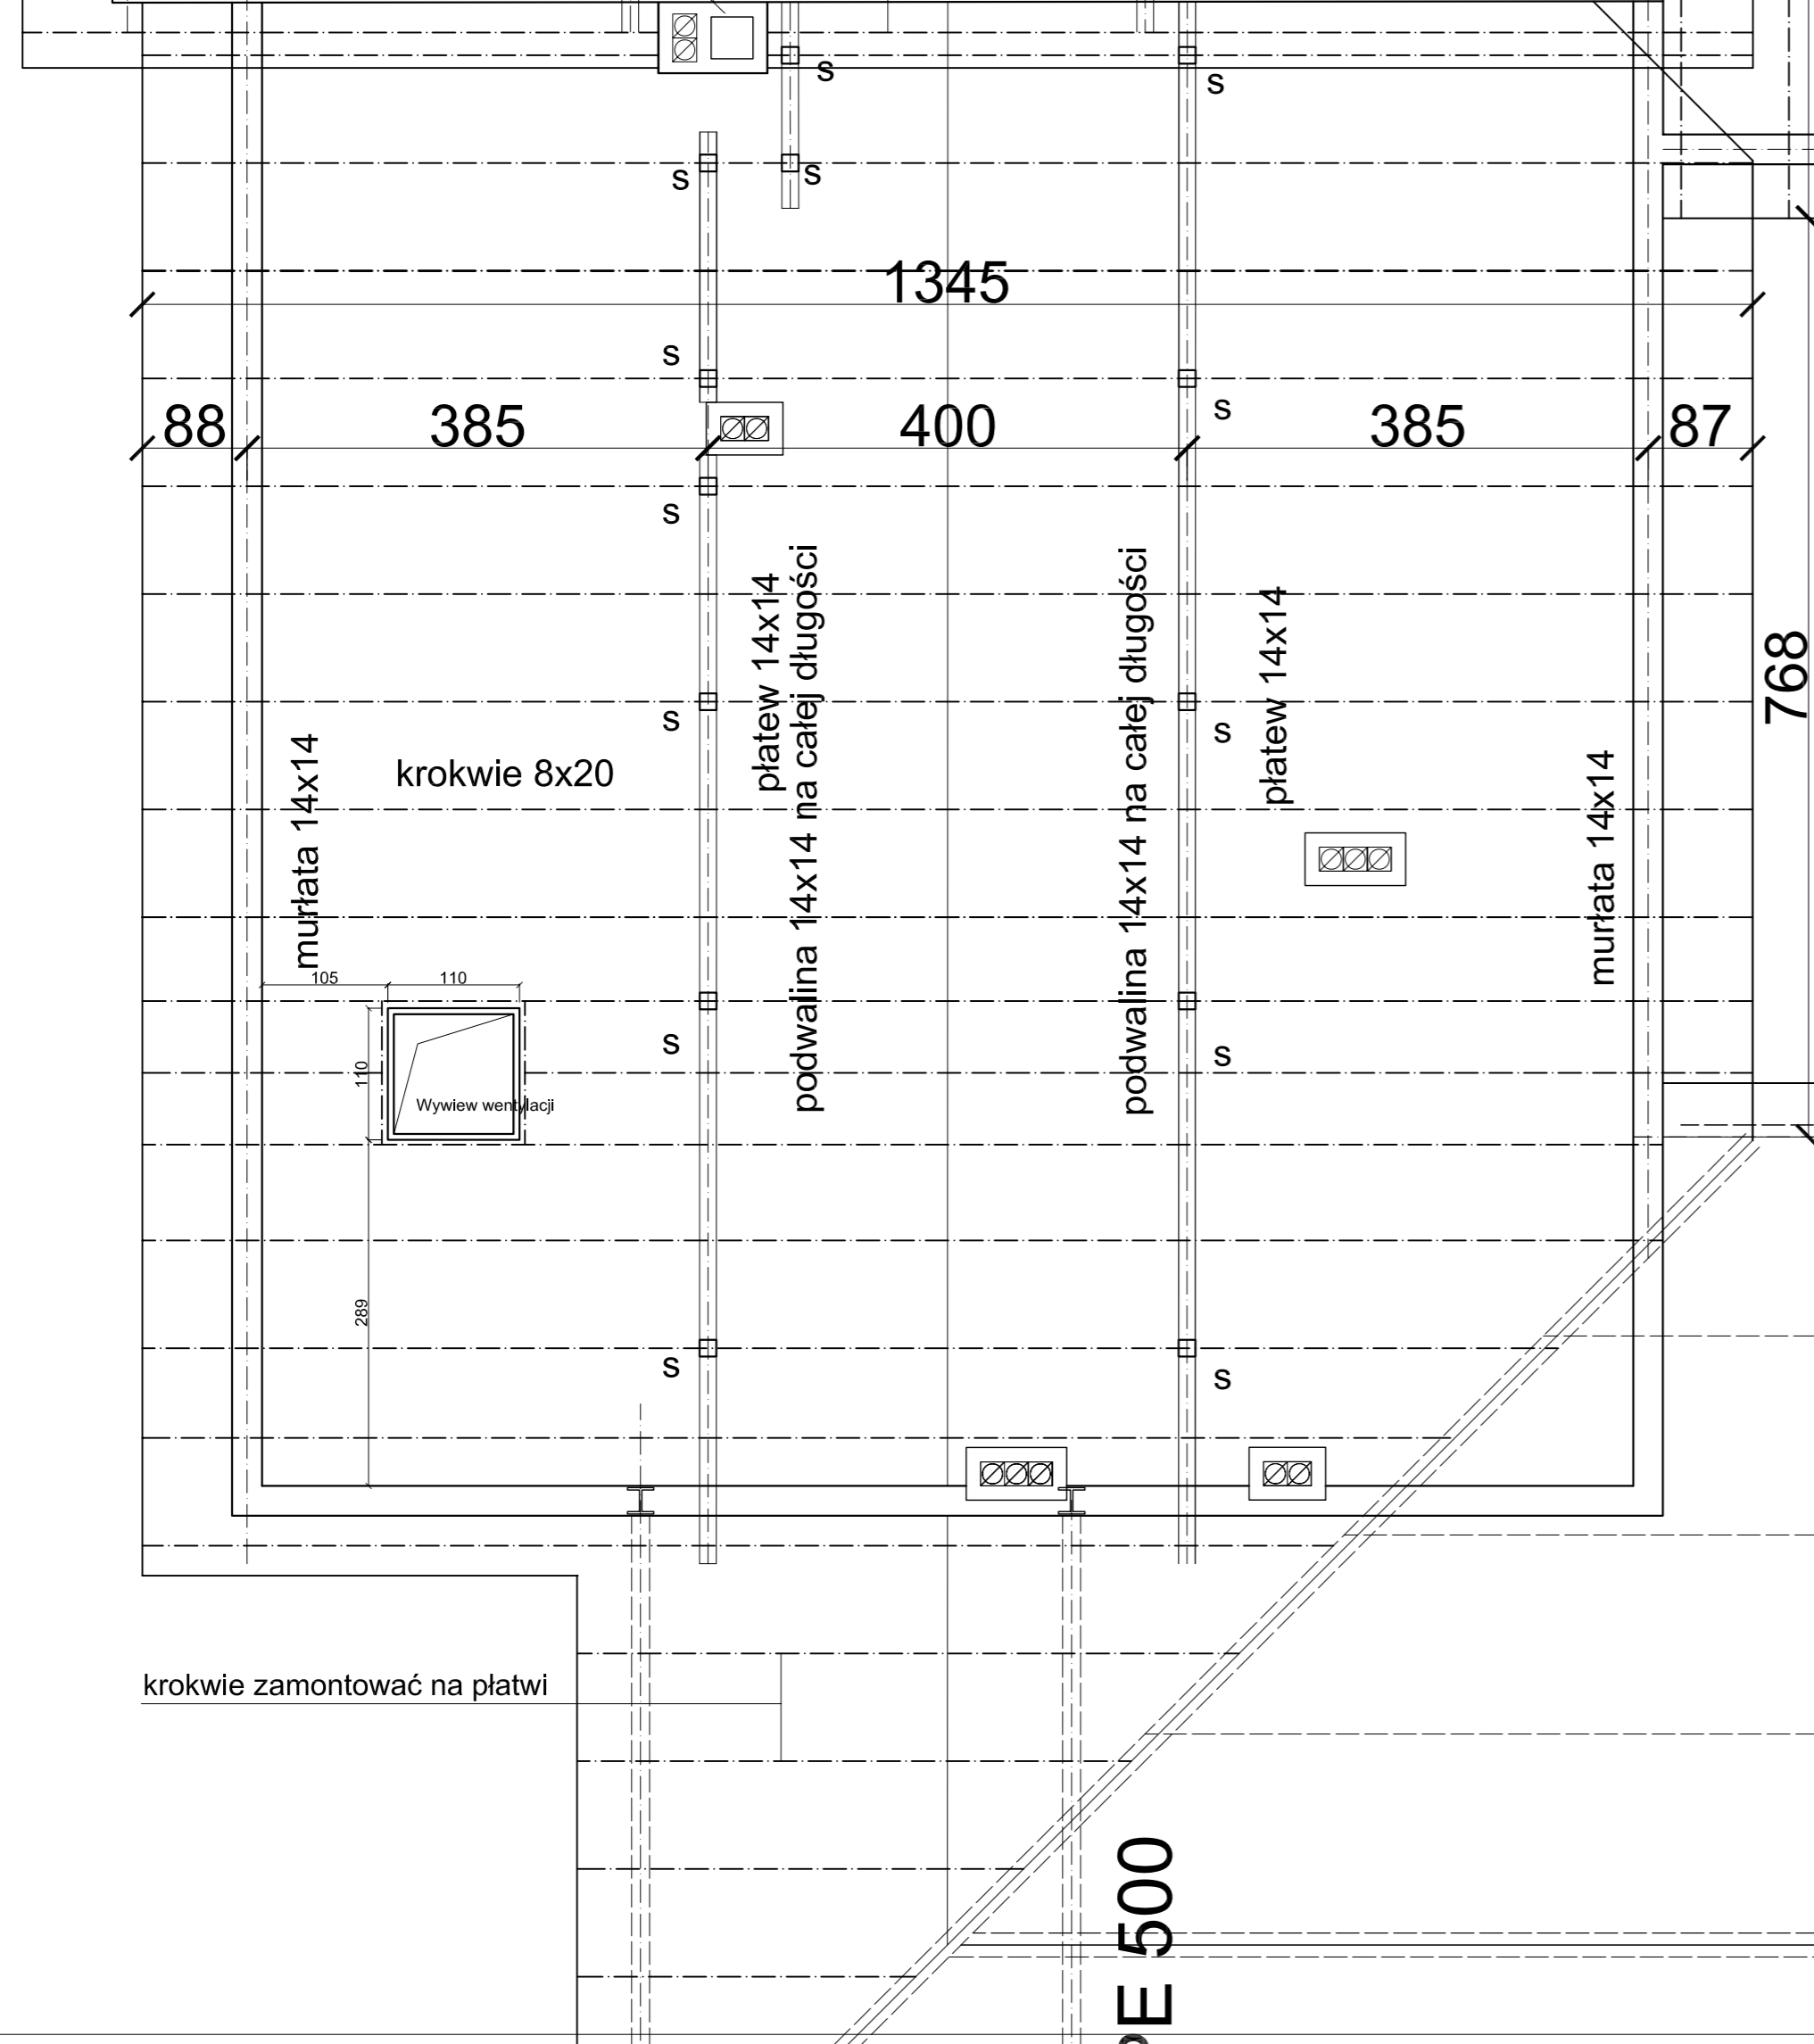 s
s
s
s
1345
s
88
385
400
385
87
s
s
płatew 14x14
podwalina 14x14 na całej długości
podwalina 14x14 na całej długości
płatew 14x14
768
s
s
krokwie 8x20
murłata 14x14
murłata 14x14
105
110
110
Wywiew wentylacji
s
s
289
s
s
krokwie zamontować na płatwi
500